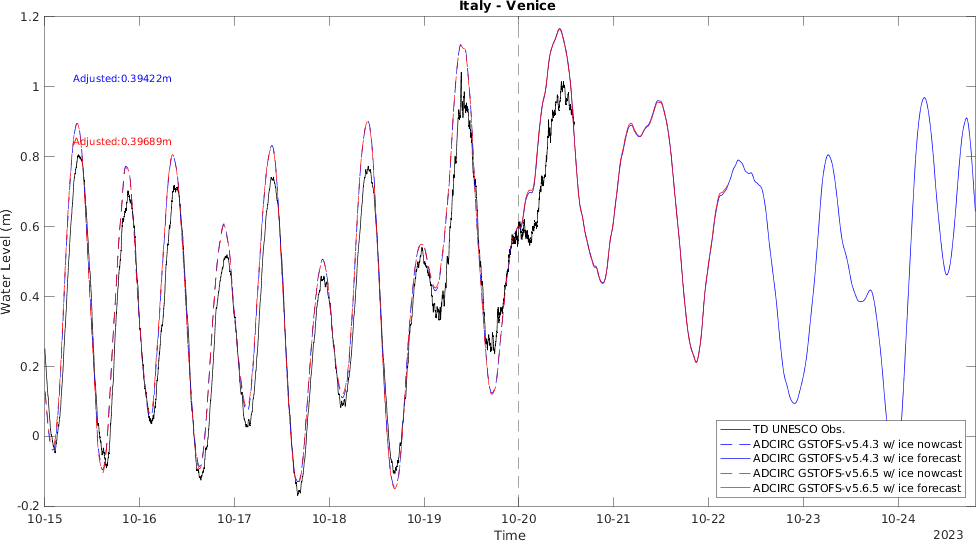 Italy - Venice
1.2
1
0.8
0.6
0.4
0.2
0
-0.2
Water Level (m)
Adjusted:0.39422m
Adjusted:0.39689m
TD UNESCO Obs.
ADCIRC GSTOFS-v5.4.3 w/ ice nowcast
ADCIRC GSTOFS-v5.4.3 w/ ice forecast
ADCIRC GSTOFS-v5.6.5 w/ ice nowcast
ADCIRC GSTOFS-v5.6.5 w/ ice forecast
10-15 10-16 10-17 10-18 10-19 10-20 10-21 10-22 10-23 10-24
Time
2023